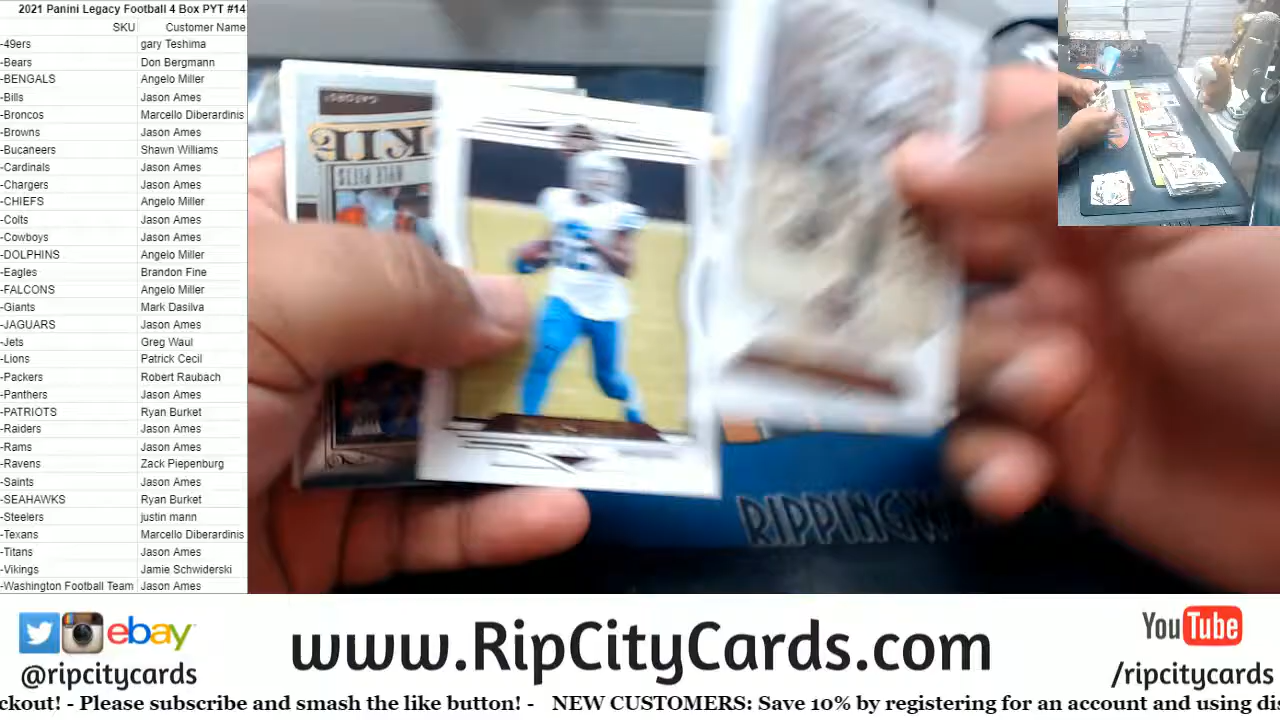 2021 Panini Legacy Football 4 Box PYT #14
SKU Customer Name
-49ers gary Teshima
-Bears Don Bergmann
-BENGALS Angelo Miller
-Bills Jason Ames
-Broncos Marcello Diberardinis
-Browns Jason Ames
-Bucaneers Shawn Williams
-Cardinals Jason Ames
-Chargers Jason Ames
-CHIEFS Angelo Miller
-Colts Jason Ames
-Cowboys Jason Ames
-DOLPHINS Angelo Miller
-Eagles Brandon Fine
-FALCONS Angelo Miller
-Giants Mark Dasilva
-JAGUARS Jason Ames
-Jets Greg Waul
-Lions Patrick Cecil
-Packers Robert Raubach
-Panthers Jason Ames
-PATRIOTS Ryan Burket
-Raiders Jason Ames
-Rams Jason Ames
-Ravens Zack Piepenburg
-Saints Jason Ames
-SEAHAWKS Ryan Burket
-Steelers justin mann
-Texans Marcello Diberardinis
-Titans Jason Ames
-Vikings Jamie Schwiderski
-Washington Football Team Jason Ames
GATORS
KYLE PITTS
RIPPING
ebay
@ripcitycards
www.RipCityCards.com
YouTube
/ripcitycards
ckout! - Please subscribe and smash the like button! - NEW CUSTOMERS: Save 10% by registering for an account and using dis